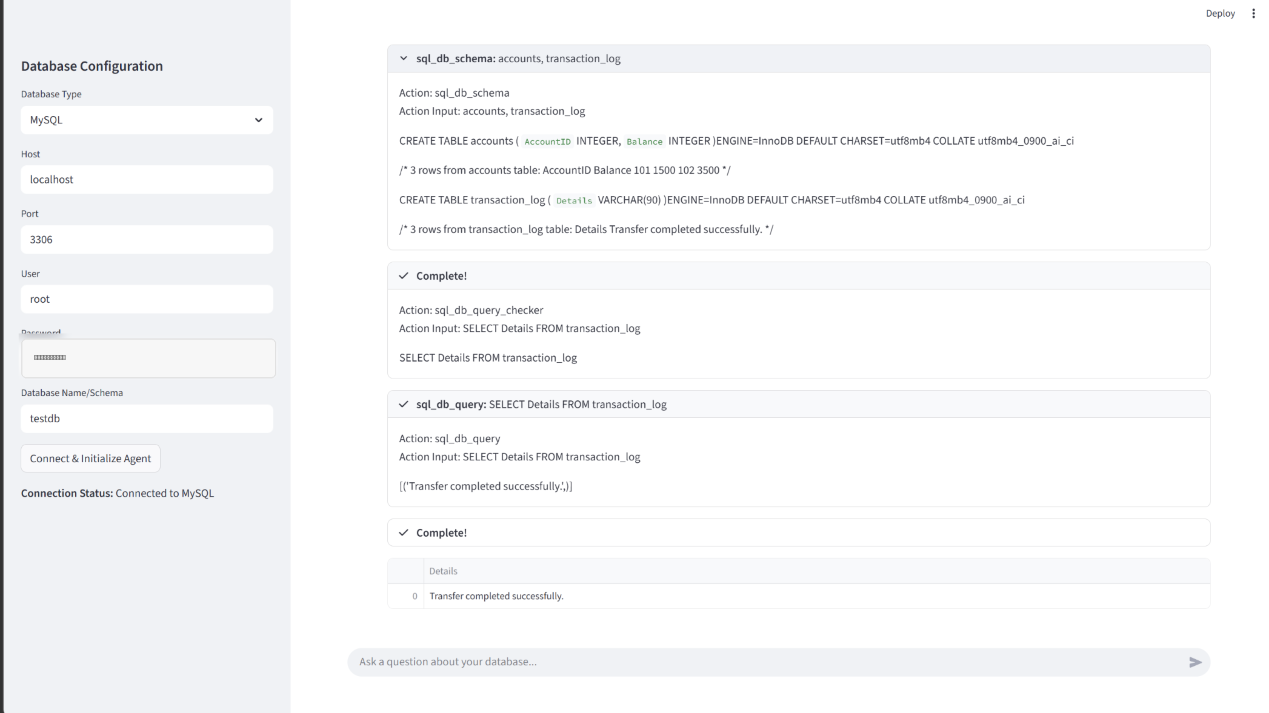 Deploy
Database Configuration
Database Type
MySQL
Host
localhost
Port
3306
User
root
Password
Database Name/Schema
testdb
Connect & Initialize Agent
Connection Status: Connected to MySQL
sql_db_schema: accounts, transaction_log
Action: sql_db_schema
Action Input: accounts, transaction_log
CREATE TABLE accounts ( AccountID INTEGER, Balance INTEGER )ENGINE=InnoDB DEFAULT CHARSET=utf8mb4 COLLATE utf8mb4_0900_ai_ci
/* 3 rows from accounts table: AccountID Balance 101 1500 102 3500 */
CREATE TABLE transaction_log ( Details VARCHAR(90) )ENGINE=InnoDB DEFAULT CHARSET=utf8mb4 COLLATE utf8mb4_0900_ai_ci
/* 3 rows from transaction_log table: Details Transfer completed successfully. */
Complete!
Action: sql_db_query_checker
Action Input: SELECT Details FROM transaction_log
SELECT Details FROM transaction_log
sql_db_query: SELECT Details FROM transaction_log
Action: sql_db_query
Action Input: SELECT Details FROM transaction_log
[('Transfer completed successfully.',)]
Complete!
Details
0 Transfer completed successfully.
Ask a question about your database...